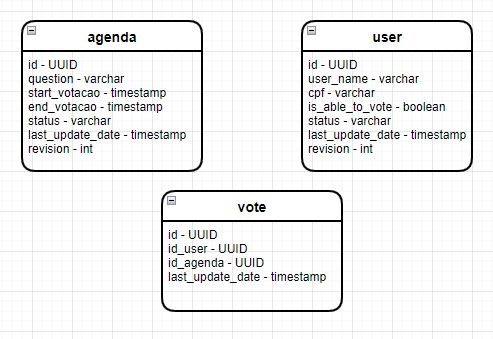 agenda
id - UUID
question - varchar
start_votacao - timestamp
end_votacao - timestamp
status - varchar
last_update_date - timestamp
revision - int
user
id - UUID
user_name - varchar
cpf - varchar
is_able_to_vote - boolean
status - varchar
last_update_date - timestamp
revision - int
vote
id - UUID
id_user - UUID
id_agenda - UUID
last_update_date - timestamp